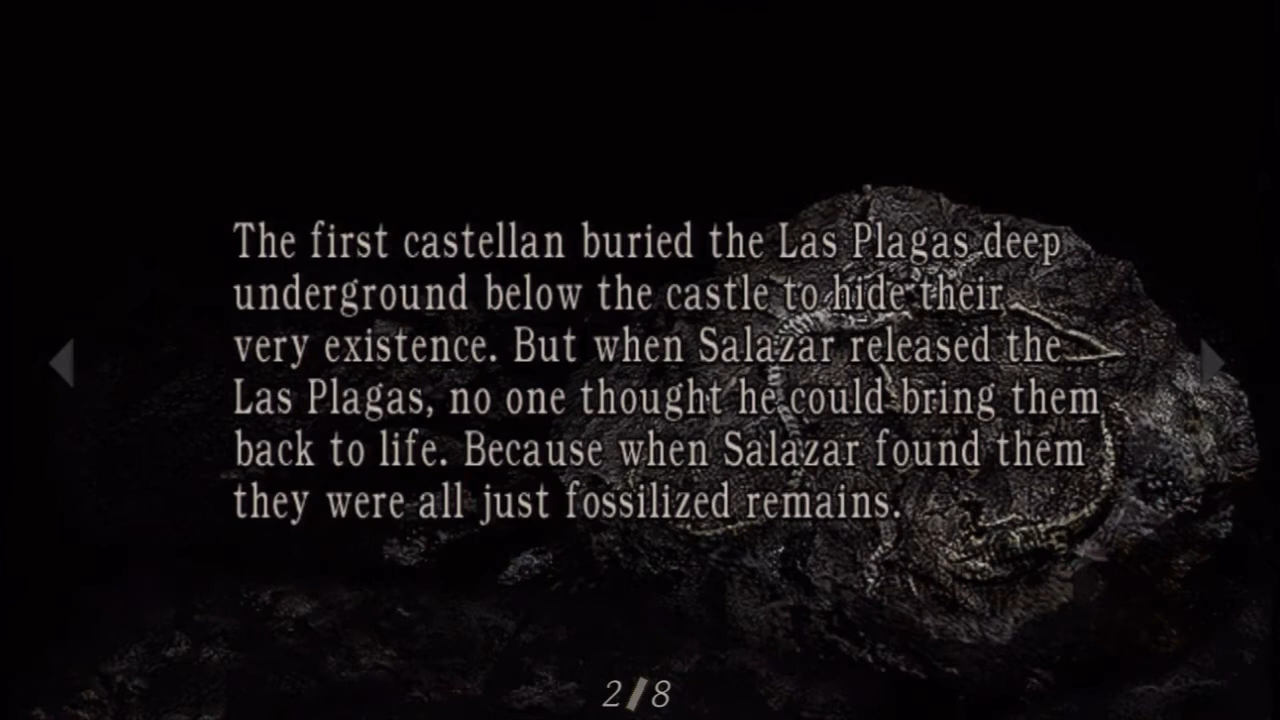 The first castellan buried the Las Plagas deep
underground below the castle to hide their
very existence. But when Salazar released the
Las Plagas, no one thought he could bring them
back to life. Because when Salazar found them
they were all just fossilized remains.
2/8